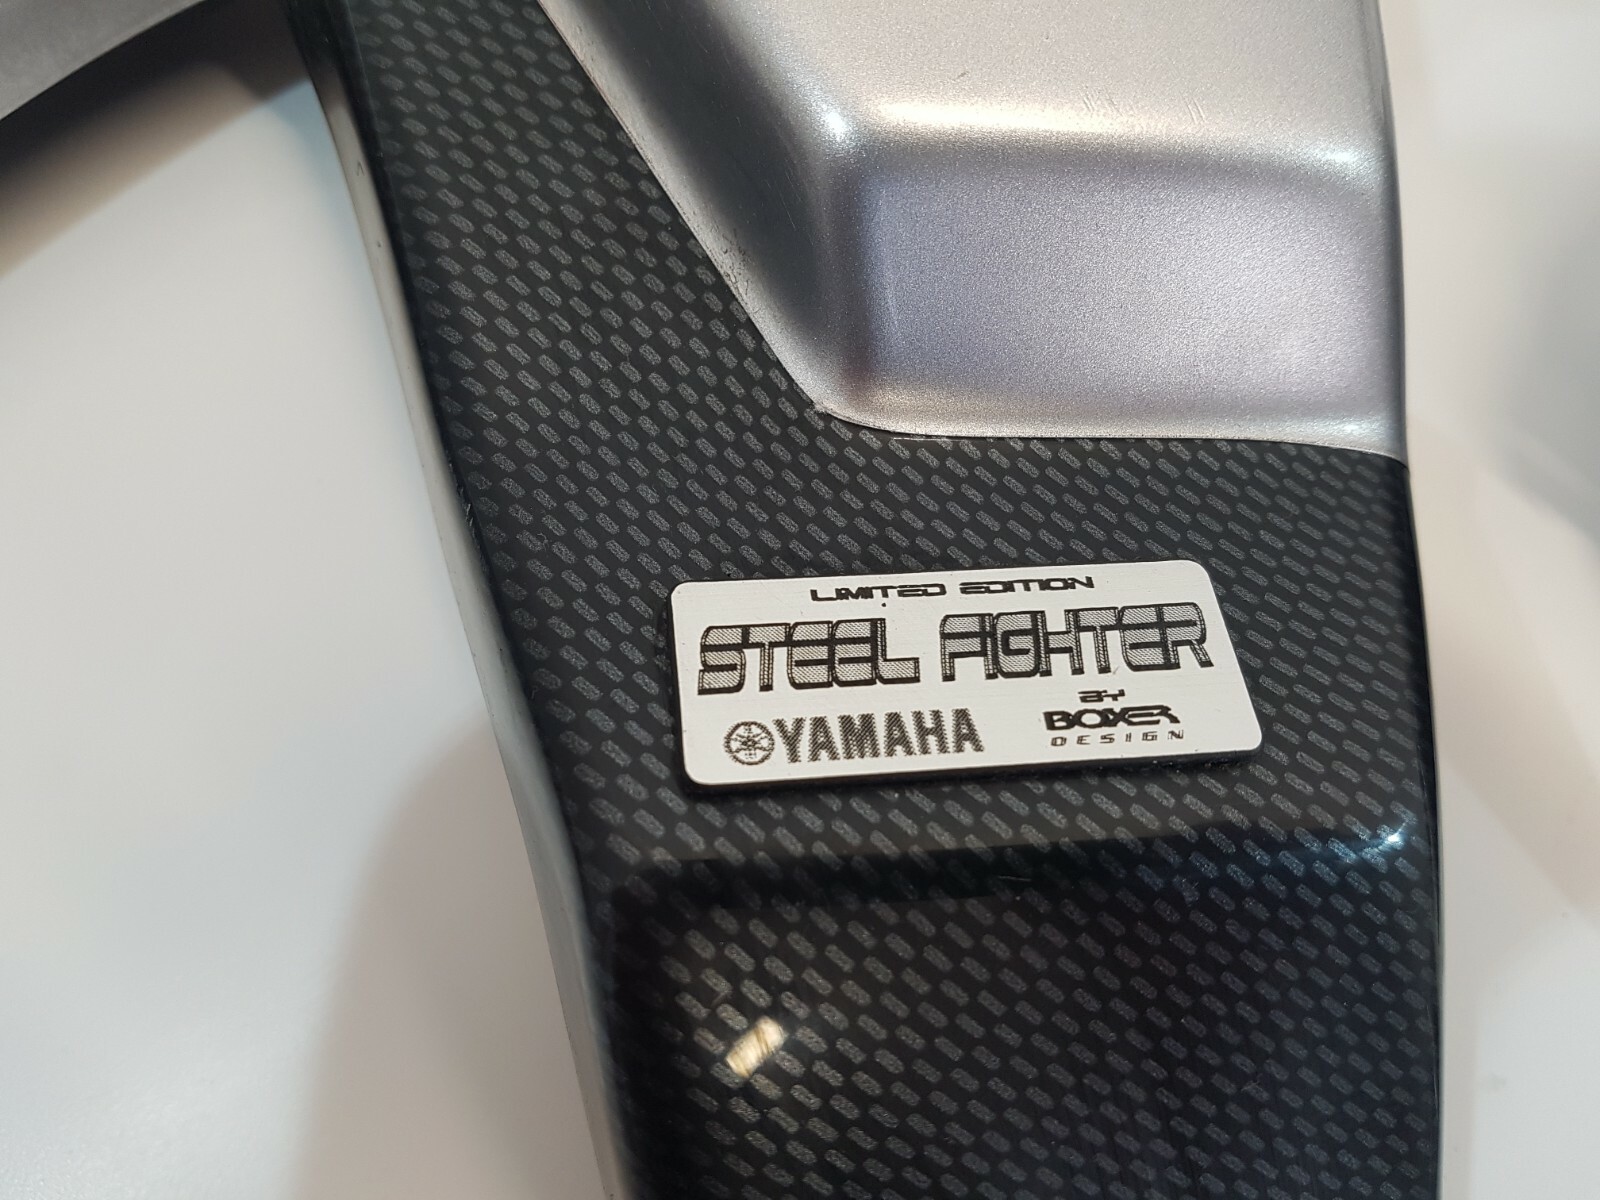 LIMITED EDITION
STEEL FIGHTER
YAMAHA
BY
BOXER
DESIGN